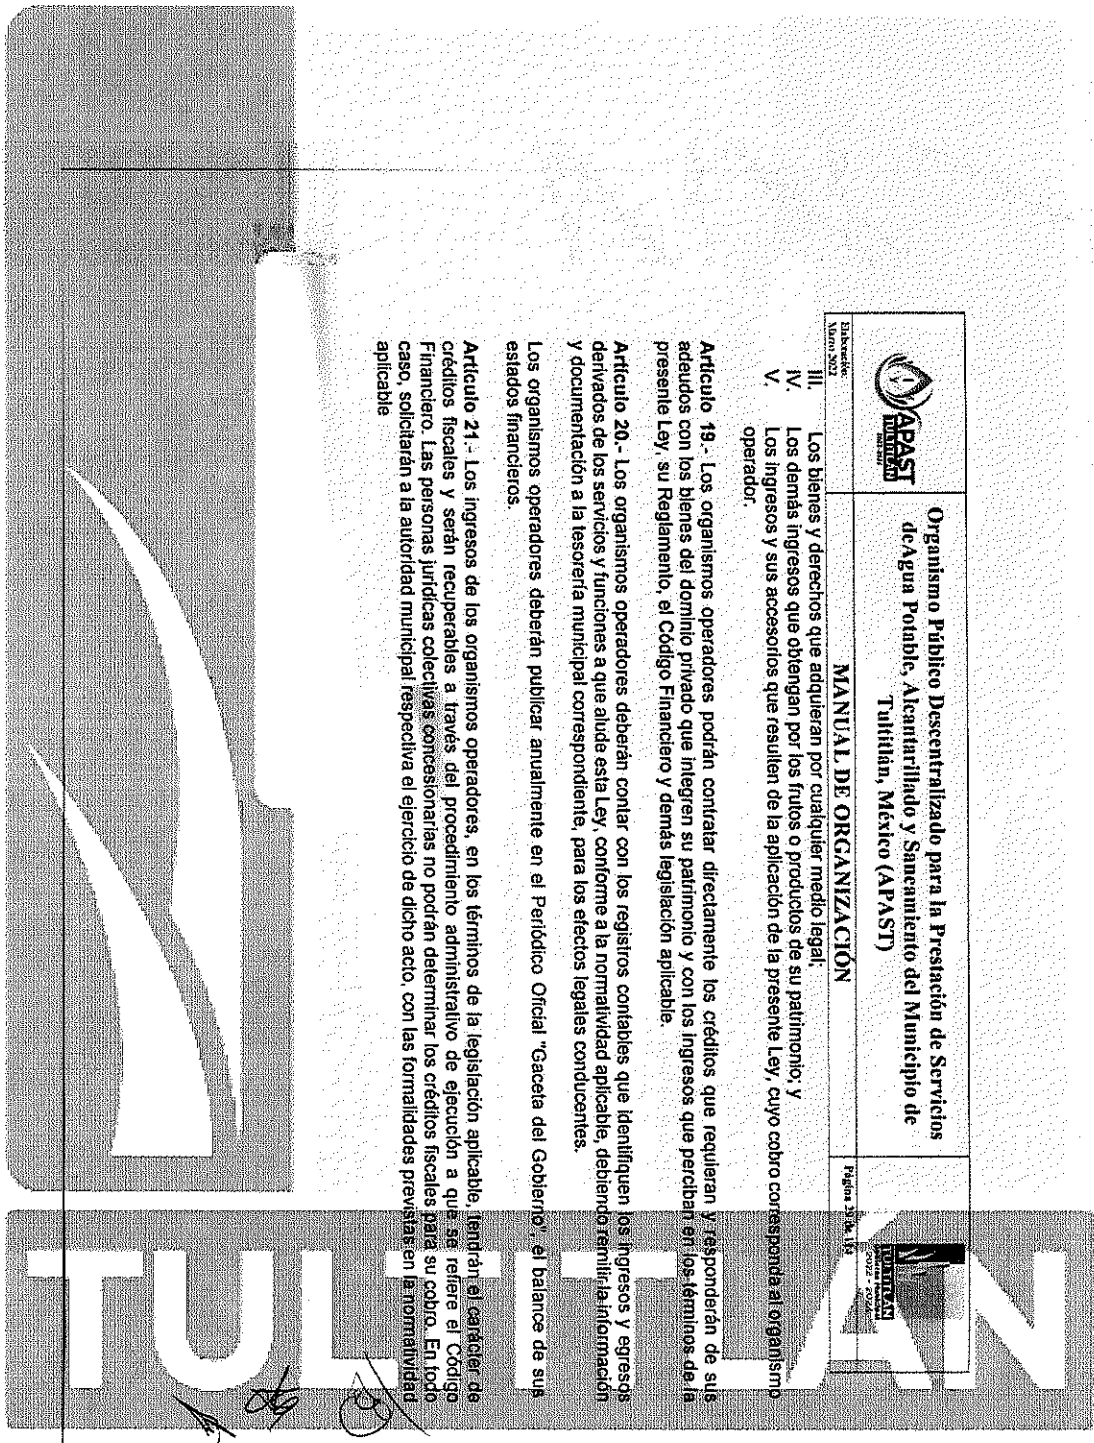 APAST
TULTITLÁN
Organismo Público Descentralizado para la Prestación de Servicios
deAgua Potable, Alcantarillado y Saneamiento del Municipio de
Tultitlán, México (APAST)
TULTITLÁN
2022 - 2024
Elaboración:
Marzo 2022
MANUAL DE ORGANIZACIÓN
Página 29 de
III. Los bienes y derechos que adquieran por cualquier medio legal;
IV. Los demás ingresos que obtengan por los frutos o productos de su patrimonio; y
V. Los ingresos y sus accesorios que resulten de la aplicación de la presente Ley, cuyo cobro corresponda al organismo
operador.
Artículo 19.- Los organismos operadores podrán contratar directamente los créditos que requieran y responderán de sus
adeudos con los bienes del dominio privado que integren su patrimonio y con los ingresos que perciban en los términos de la
presente Ley, su Reglamento, el Código Financiero y demás legislación aplicable.
Artículo 20.- Los organismos operadores deberán contar con los registros contables que identifiquen los ingresos y egresos
derivados de los servicios y funciones a que alude esta Ley, conforme a la normatividad aplicable, debiendo remitir la información
y documentación a la tesorería municipal correspondiente, para los efectos legales conducentes.
Los organismos operadores deberán publicar anualmente en el Periódico Oficial "Gaceta del Gobierno", el balance de sus
estados financieros.
Artículo 21.- Los ingresos de los organismos operadores, en los términos de la legislación aplicable, tendrán el carácter de
créditos fiscales y serán recuperables a través del procedimiento administrativo de ejecución a que se refiere el Código
Financiero. Las personas jurídicas colectivas concesionarias no podrán determinar los créditos fiscales para su cobro. En todo
caso, solicitarán a la autoridad municipal respectiva el ejercicio de dicho acto, con las formalidades previstas en la normatividad
aplicable
TULTITLÁN